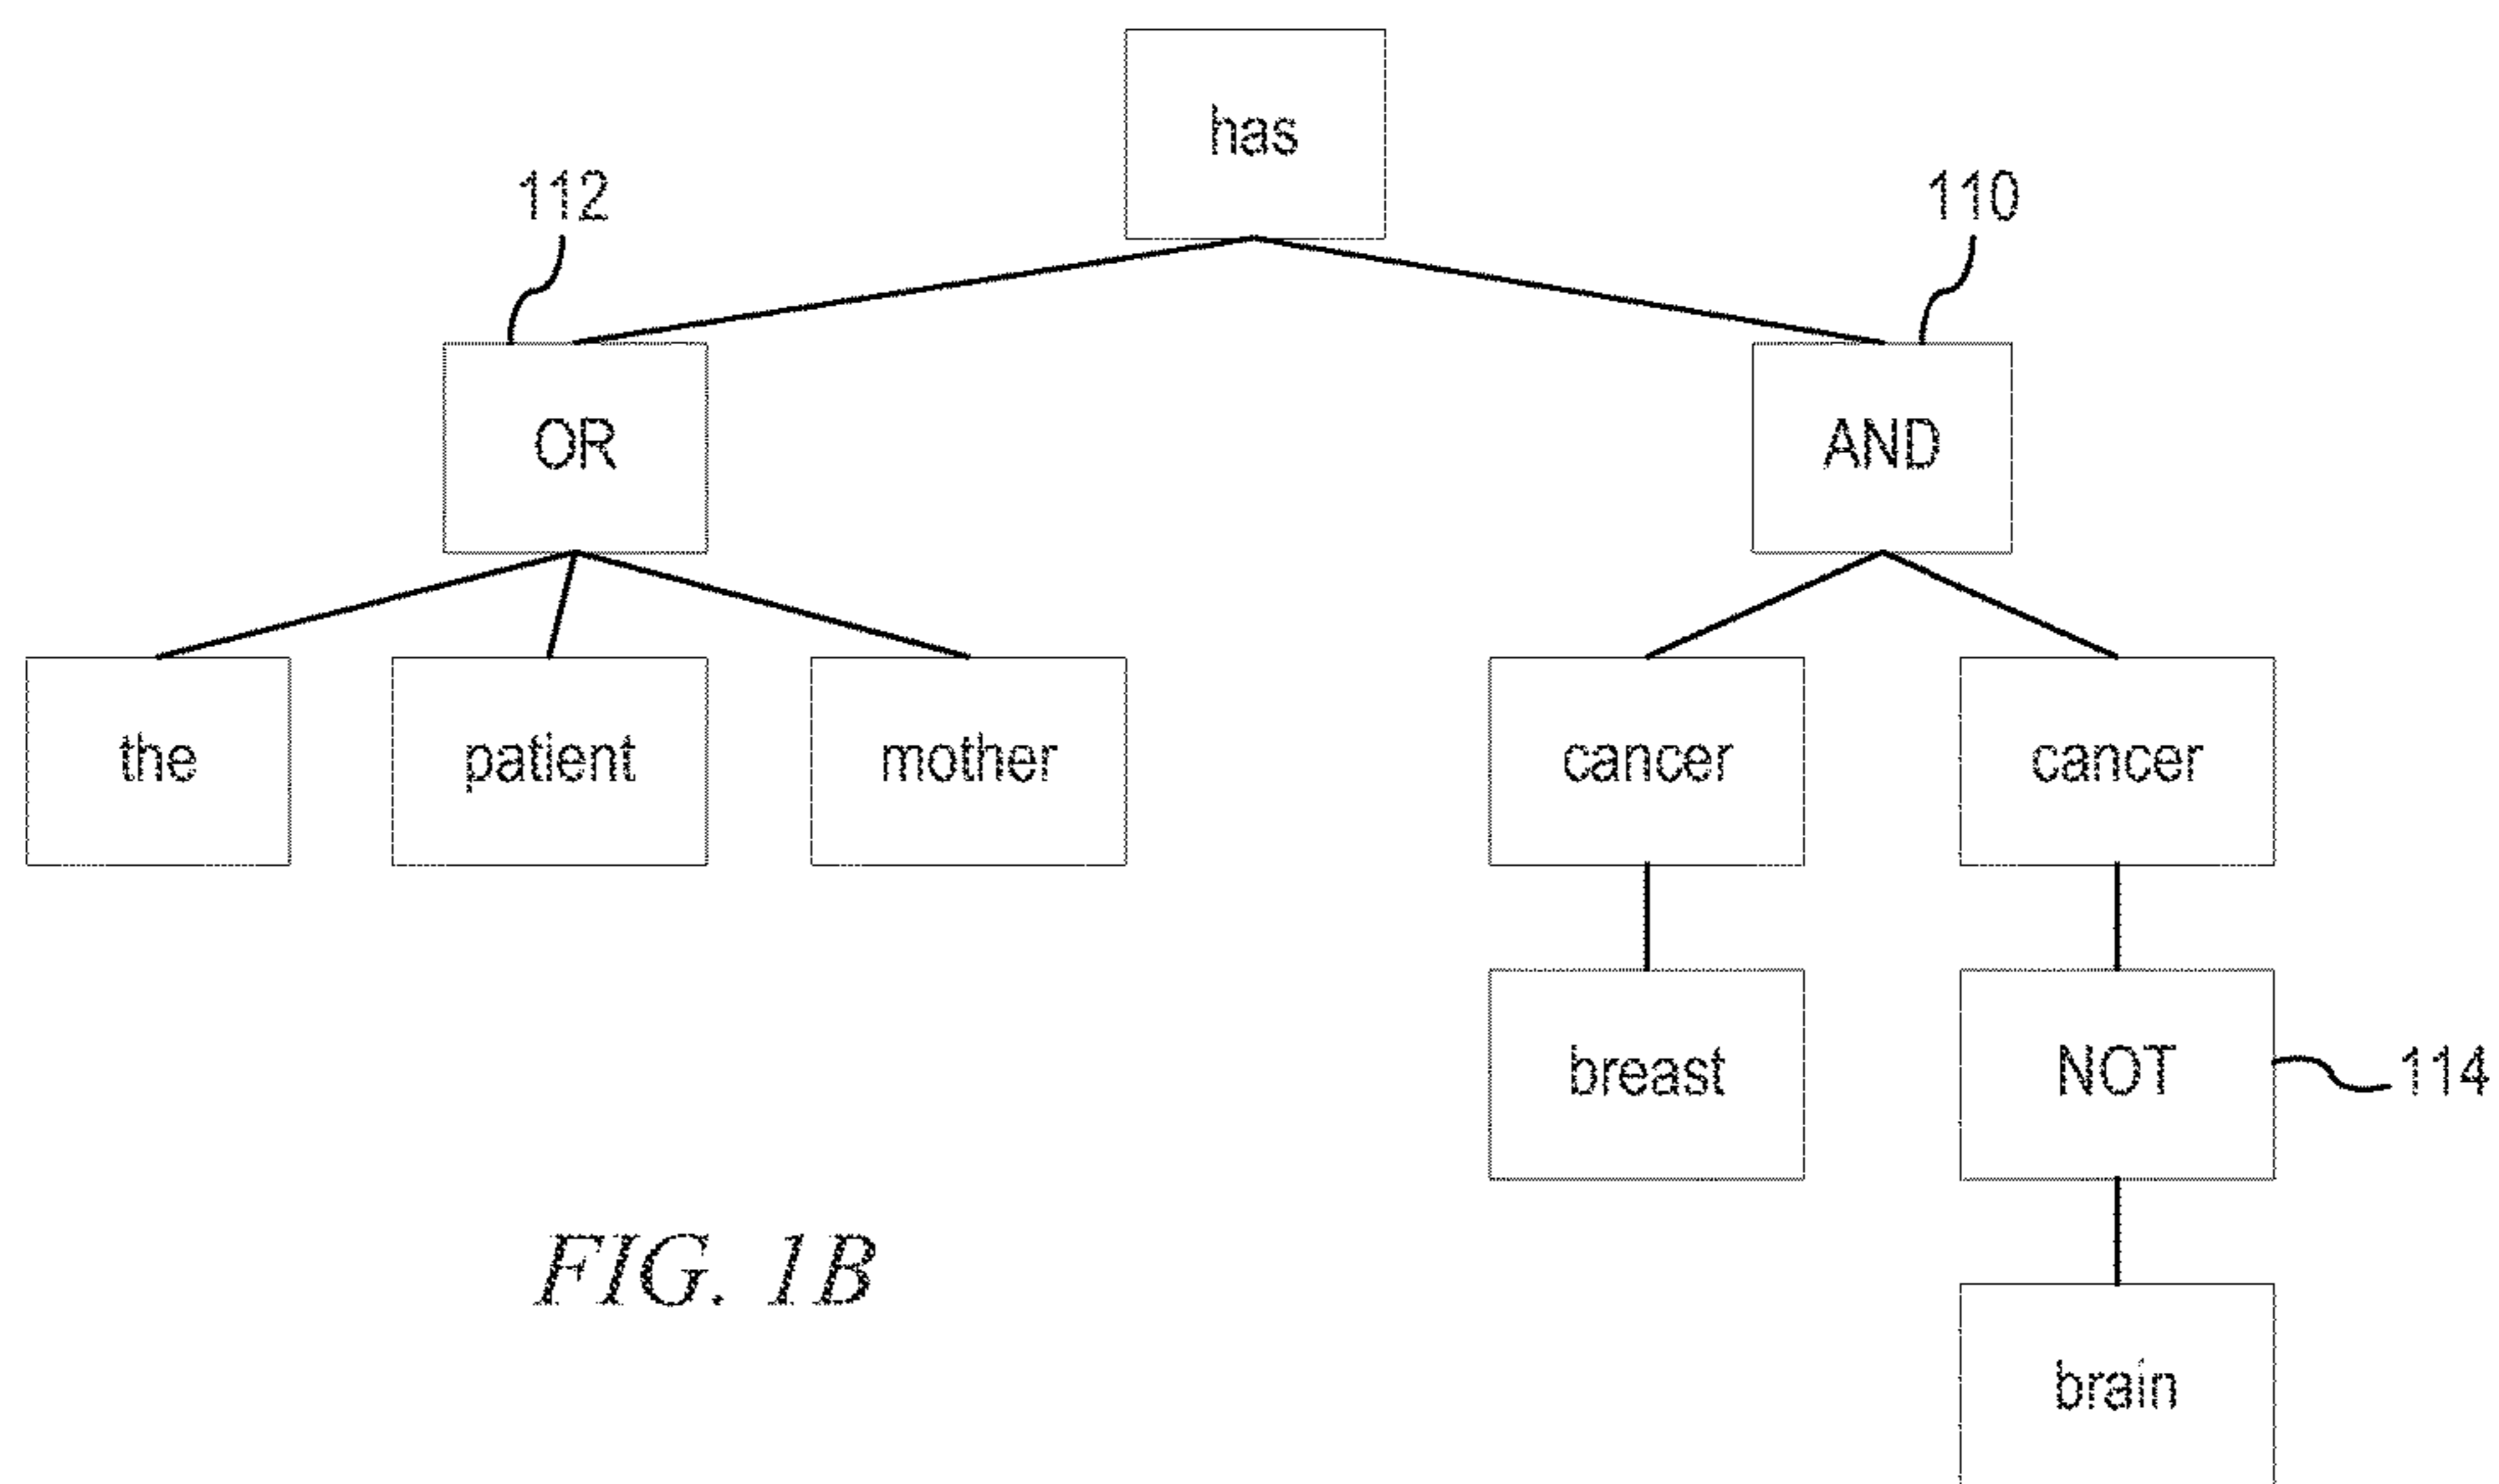 has
112
110
OR
AND
the
patient
mother
cancer
cancer
breast
NOT
114
FIG. 1B
brain